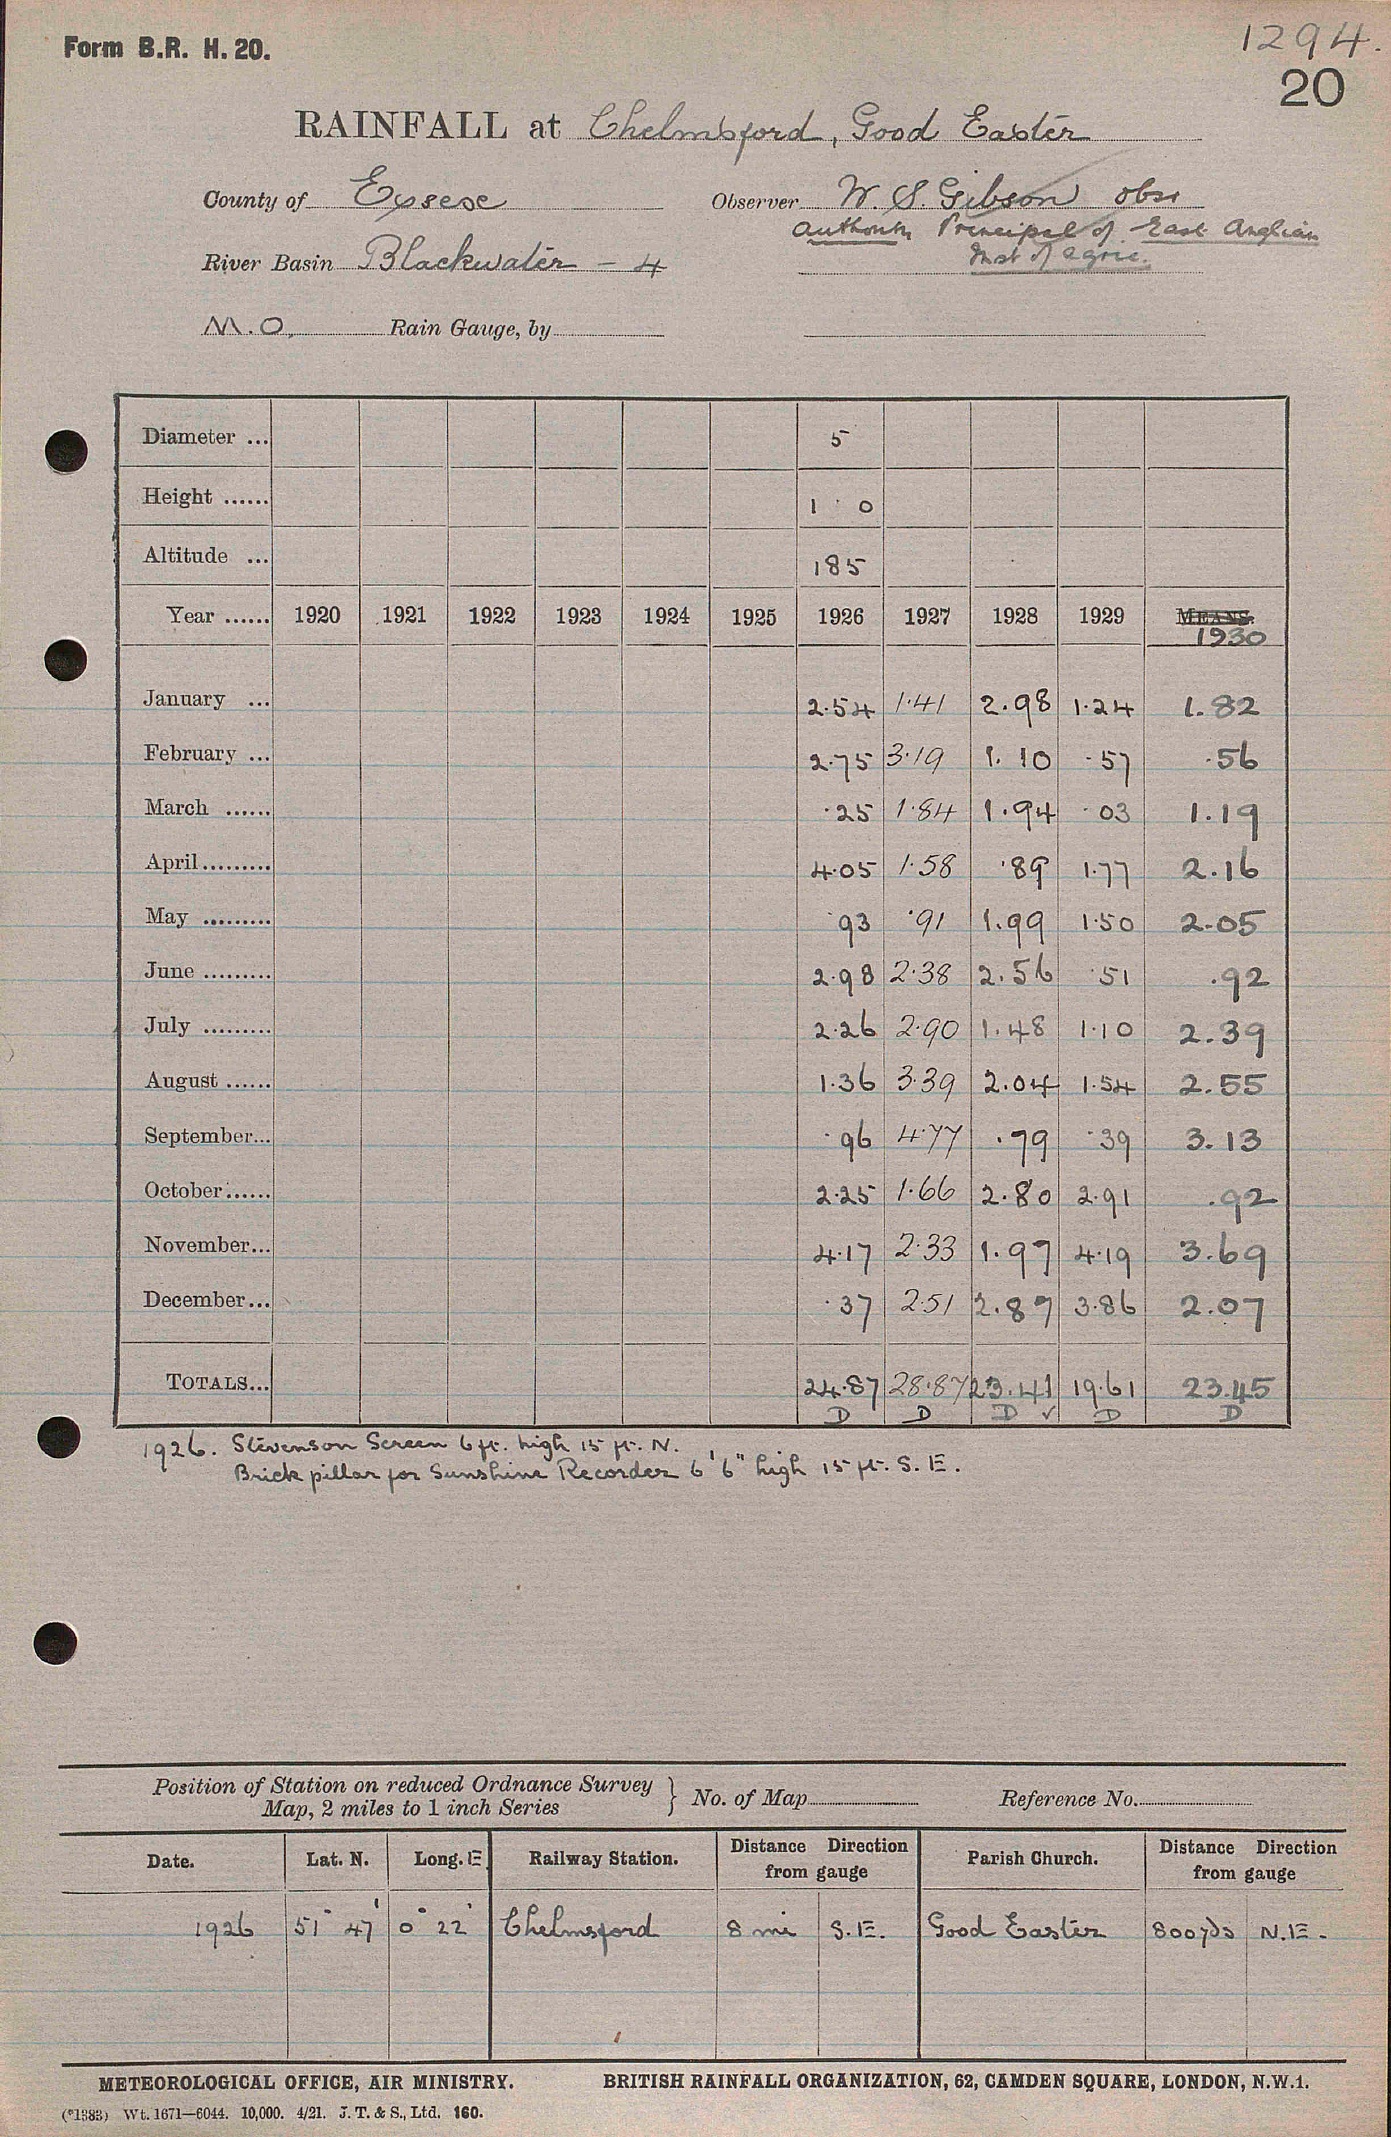 Form B.R. H. 20.
1294.
20
RAINFALL at Chelmsford, Good Easter
County of Essex Observer W. S. Gibson obsr
Authority Principal of East Anglian
River Basin Blackwater - 4 Inst of Agric.
M.O. Rain Gauge, by
Diameter ... 5
Height ...... 1 0
Altitude ... 185
Year ...... 1920 1921 1922 1923 1924 1925 1926 1927 1928 1929 MEANS. 1930
January ... 2.54 1.41 2.98 1.24 1.82
February ... 2.75 3.19 1.10 .57 .56
March ...... .25 1.84 1.94 .03 1.19
April ......... 4.05 1.58 .89 1.77 2.16
May ......... .93 .91 1.99 1.50 2.05
June ......... 2.98 2.38 2.56 .51 .92
July ......... 2.26 2.90 1.48 1.10 2.39
August ...... 1.36 3.39 2.04 1.54 2.55
September... .96 4.77 .79 .39 3.13
October ...... 2.25 1.66 2.80 2.91 .92
November... 4.17 2.33 1.97 4.19 3.69
December... .37 2.51 2.87 3.86 2.07
TOTALS... 24.87 28.87 23.41 19.61 23.45
D D D ✓ D D
1926. Stevenson Screen 6 ft. high 15 ft. N.
Brick pillar for Sunshine Recorder 6' 6" high 15 ft. S. E.
Position of Station on reduced Ordnance Survey
Map, 2 miles to 1 inch Series } No. of Map Reference No.
Date. Lat. N. Long. E. Railway Station. Distance Direction from gauge Parish Church. Distance Direction from gauge
1926 51° 47' 0° 22' Chelmsford 8 mi S.E. Good Easter 800 yds N.E.
METEOROLOGICAL OFFICE, AIR MINISTRY. BRITISH RAINFALL ORGANIZATION, 62, CAMDEN SQUARE, LONDON, N.W.1.
(*1383) Wt. 1671—6044. 10,000. 4/21. J. T. & S., Ltd. 160.